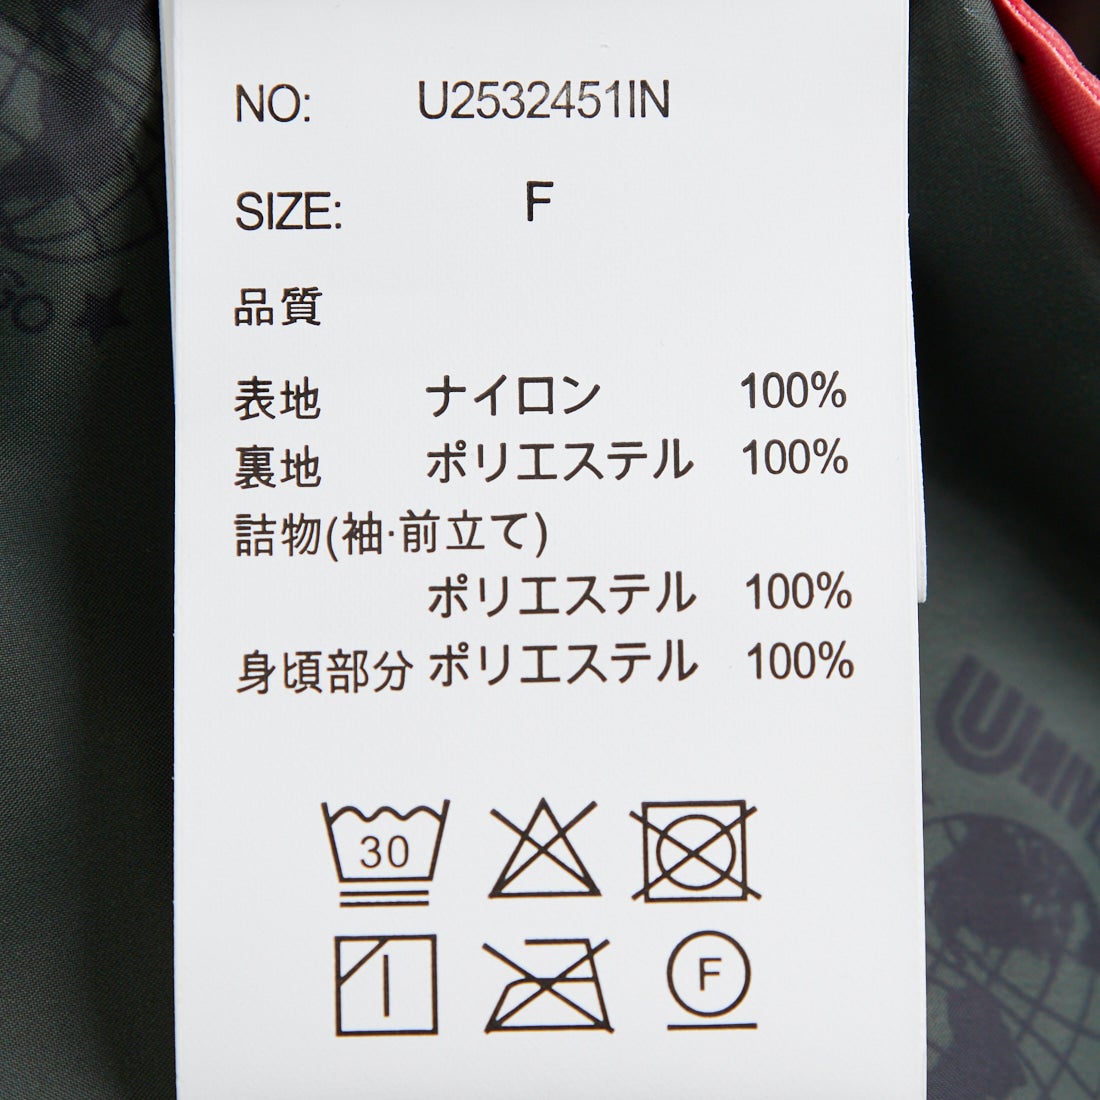 NO: U2532451IN
SIZE: F
品質
表地 ナイロン 100%
裏地 ポリエステル 100%
詰物(袖·前立て)
ポリエステル 100%
身頃部分 ポリエステル 100%
30
F
GO
UNIV